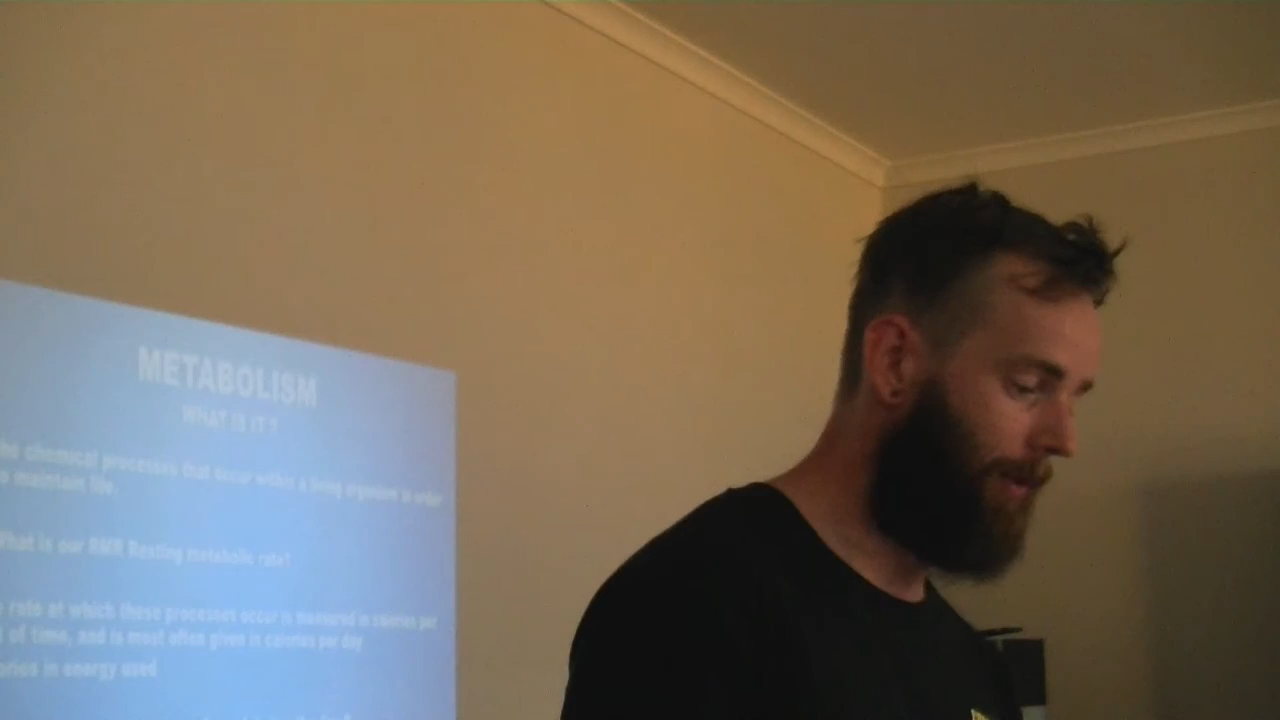 METABOLISM
WHAT IS IT?
he chemical processes that occur within a living organism in order
o maintain life.
What is our RMR Resting metabolic rate?
rate at which these processes occur is measured in calories per
of time, and is most often given in calories per day
ories in energy used